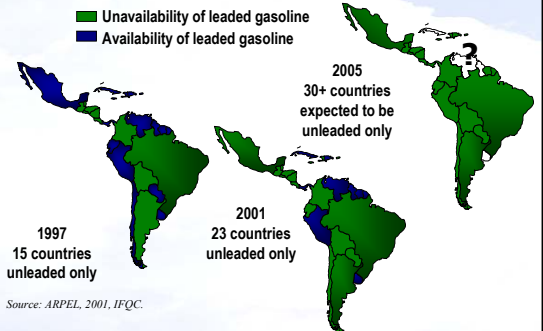 Unavailability of leaded gasoline
Availability of leaded gasoline
?
2005
30+ countries
expected to be
unleaded only
2001
23 countries
unleaded only
1997
15 countries
unleaded only
Source: ARPEL, 2001, IFQC.